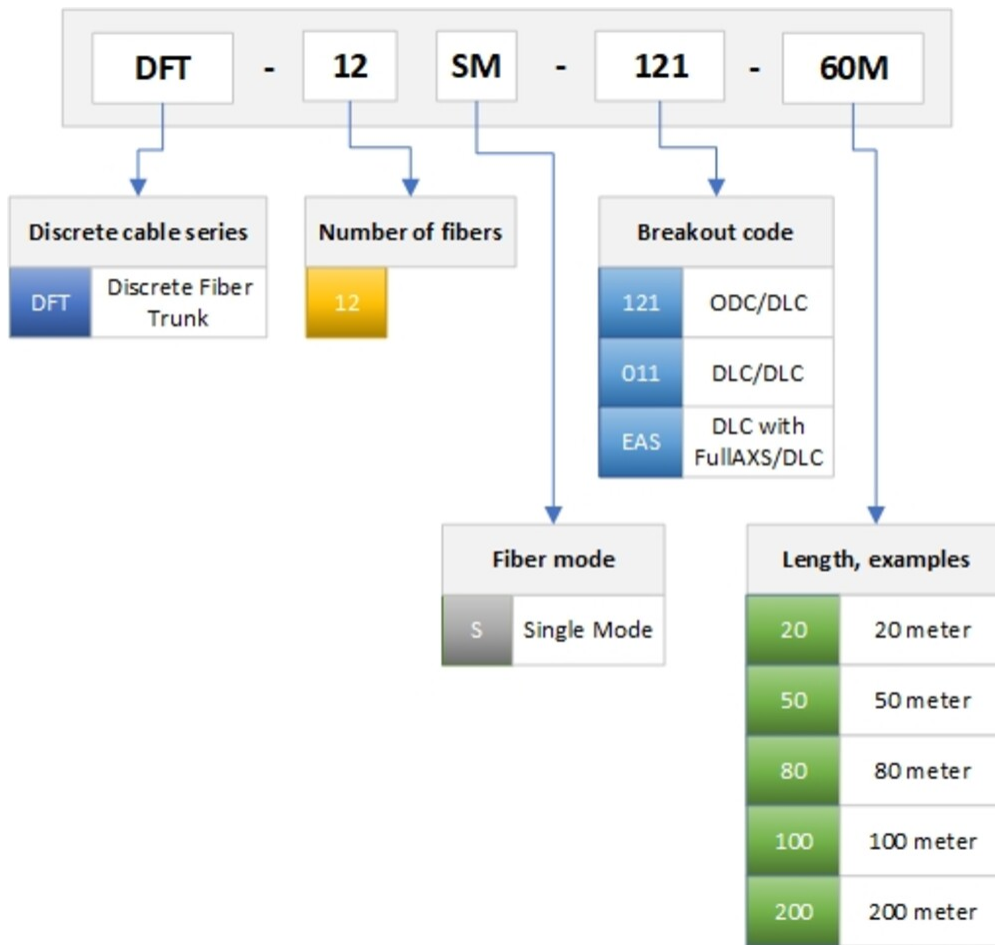 DFT - 12 SM - 121 - 60M
Discrete cable series
DFT
Discrete Fiber
Trunk
Number of fibers
12
Breakout code
121 ODC/DLC
011 DLC/DLC
EAS
DLC with
FullAXS/DLC
Fiber mode
S Single Mode
Length, examples
20 20 meter
50 50 meter
80 80 meter
100 100 meter
200 200 meter